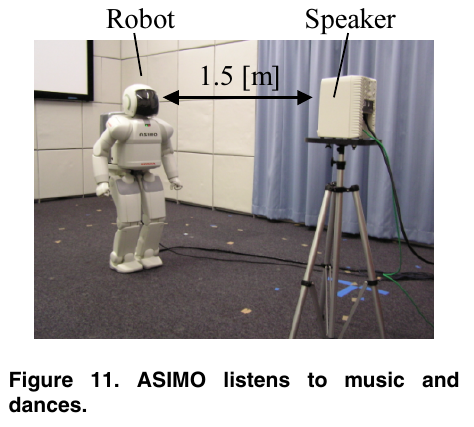 Robot
Speaker
1.5 [m]
ASIMO
Figure 11. ASIMO listens to music and
dances.